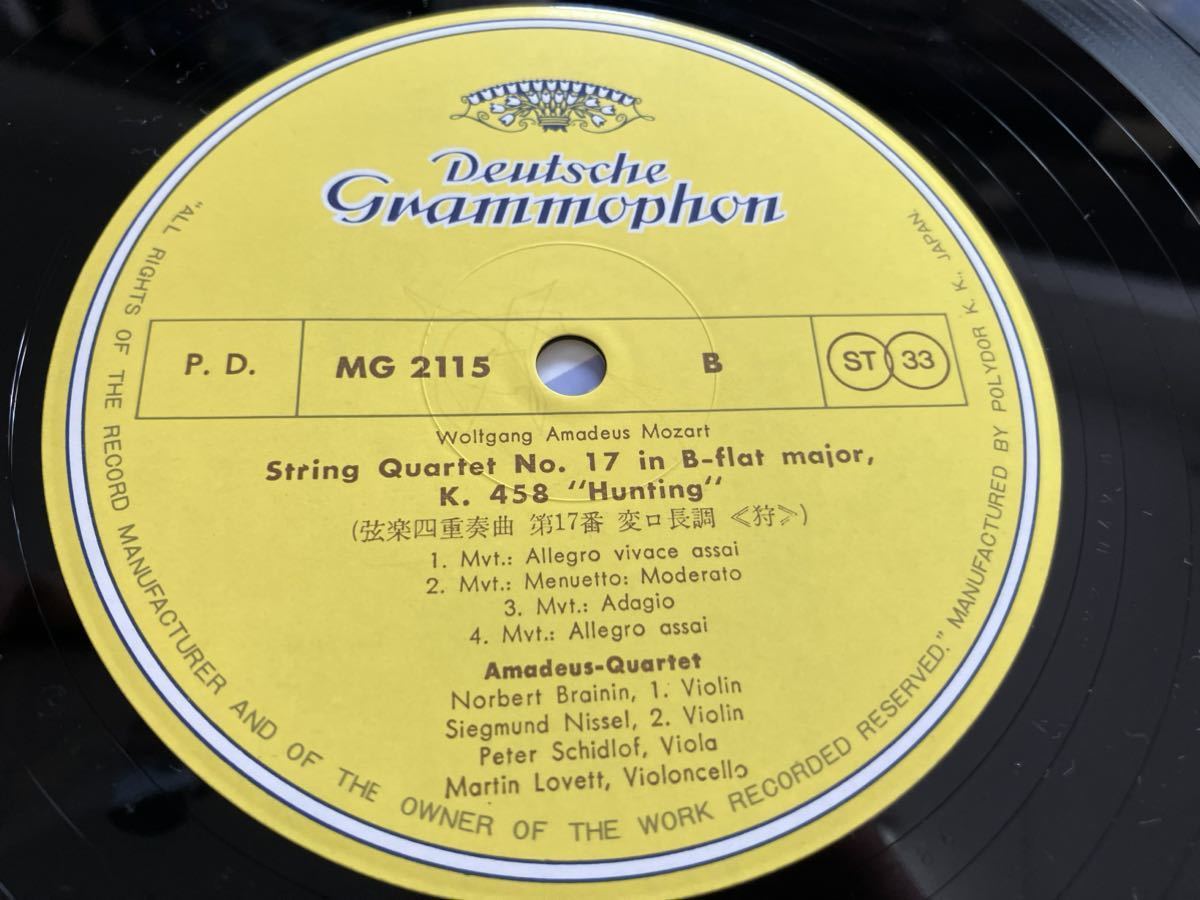 Deutsche
Grammophon
P. D.
MG 2115
B
ST 33
Wolfgang Amadeus Mozart
String Quartet No. 17 in B-flat major,
K. 458 "Hunting"
(弦楽四重奏曲 第17番 変ロ長調 ≪狩≫)
1. Mvt.: Allegro vivace assai
2. Mvt.: Menuetto: Moderato
3. Mvt.: Adagio
4. Mvt.: Allegro assai
Amadeus-Quartet
Norbert Brainin, 1. Violin
Siegmund Nissel, 2. Violin
Peter Schidlof, Viola
Martin Lovett, Violoncello
"ALL RIGHTS OF THE RECORD MANUFACTURER AND OF THE OWNER OF THE WORK RECORDED RESERVED." MANUFACTURED BY POLYDOR K. K., JAPAN.